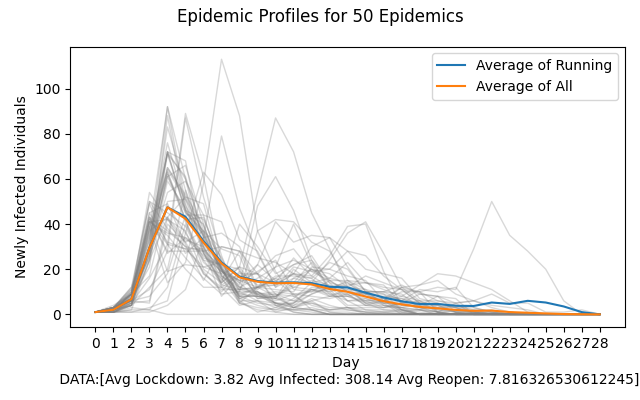 Epidemic Profiles for 50 Epidemics
Average of Running
Average of All
Newly Infected Individuals
100
80
60
40
20
0
0 1 2 3 4 5 6 7 8 9 10 11 12 13 14 15 16 17 18 19 20 21 22 23 24 25 26 27 28
Day
DATA:[Avg Lockdown: 3.82 Avg Infected: 308.14 Avg Reopen: 7.816326530612245]